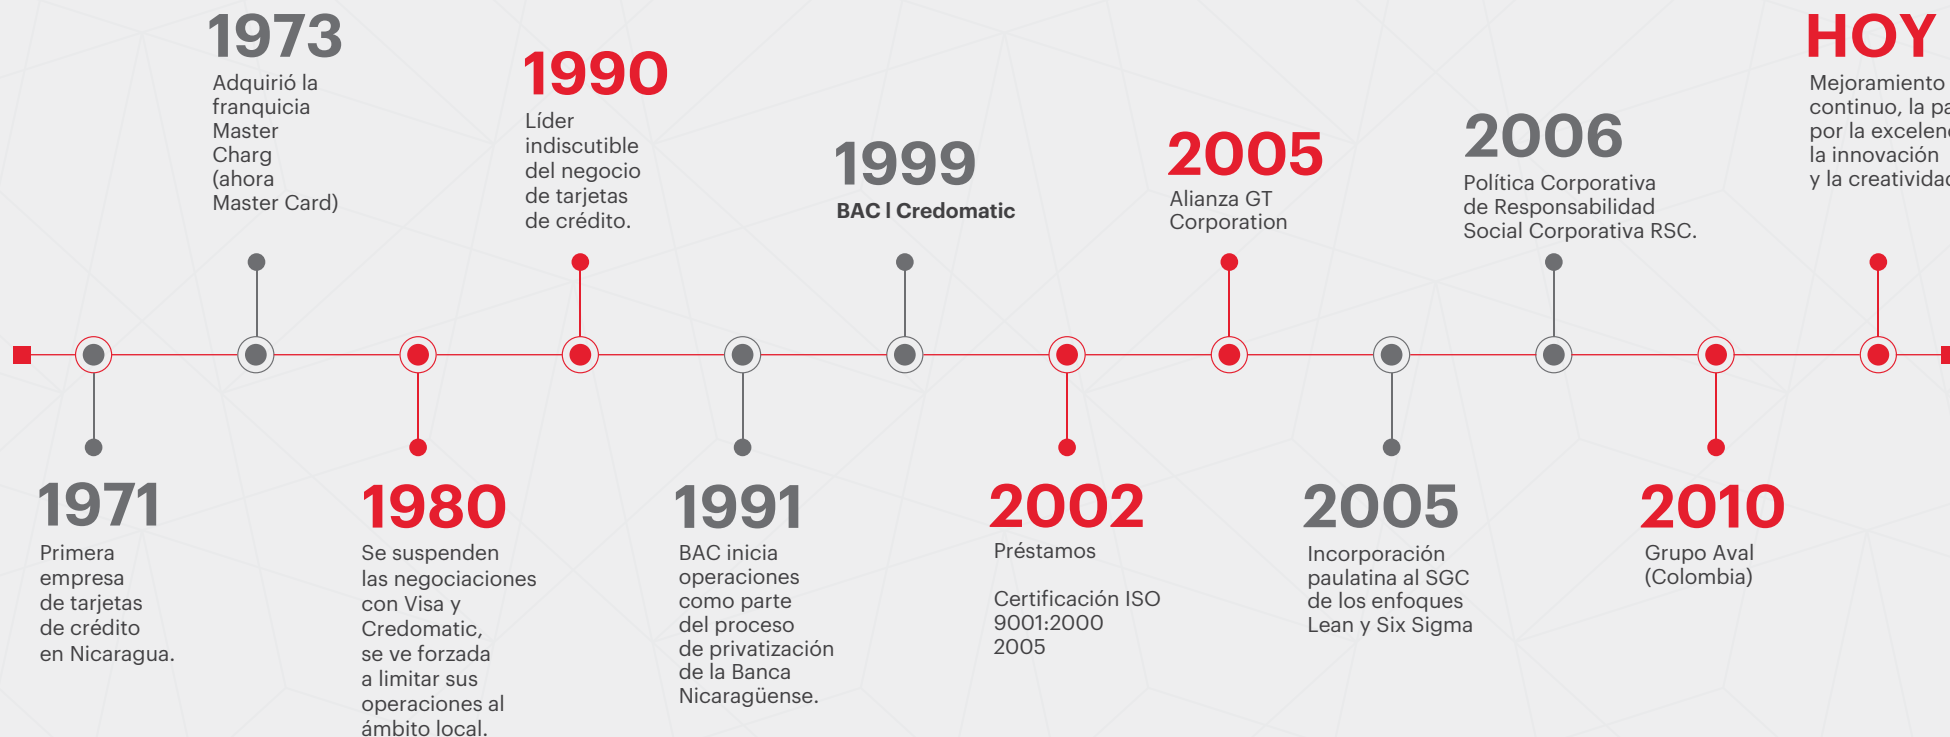 1971
Primera
empresa
de tarjetas
de crédito
en Nicaragua.
1973
Adquirió la
franquicia
Master
Charg
(ahora
Master Card)
1980
Se suspenden
las negociaciones
con Visa y
Credomatic,
se ve forzada
a limitar sus
operaciones al
ámbito local.
1990
Líder
indiscutible
del negocio
de tarjetas
de crédito.
1991
BAC inicia
operaciones
como parte
del proceso
de privatización
de la Banca
Nicaragüense.
1999
BAC | Credomatic
2002
Préstamos
Certificación ISO
9001:2000
2005
2005
Alianza GT
Corporation
2005
Incorporación
paulatina al SGC
de los enfoques
Lean y Six Sigma
2006
Política Corporativa
de Responsabilidad
Social Corporativa RSC.
2010
Grupo Aval
(Colombia)
HOY
Mejoramiento
continuo, la
por la
la innovación
y la